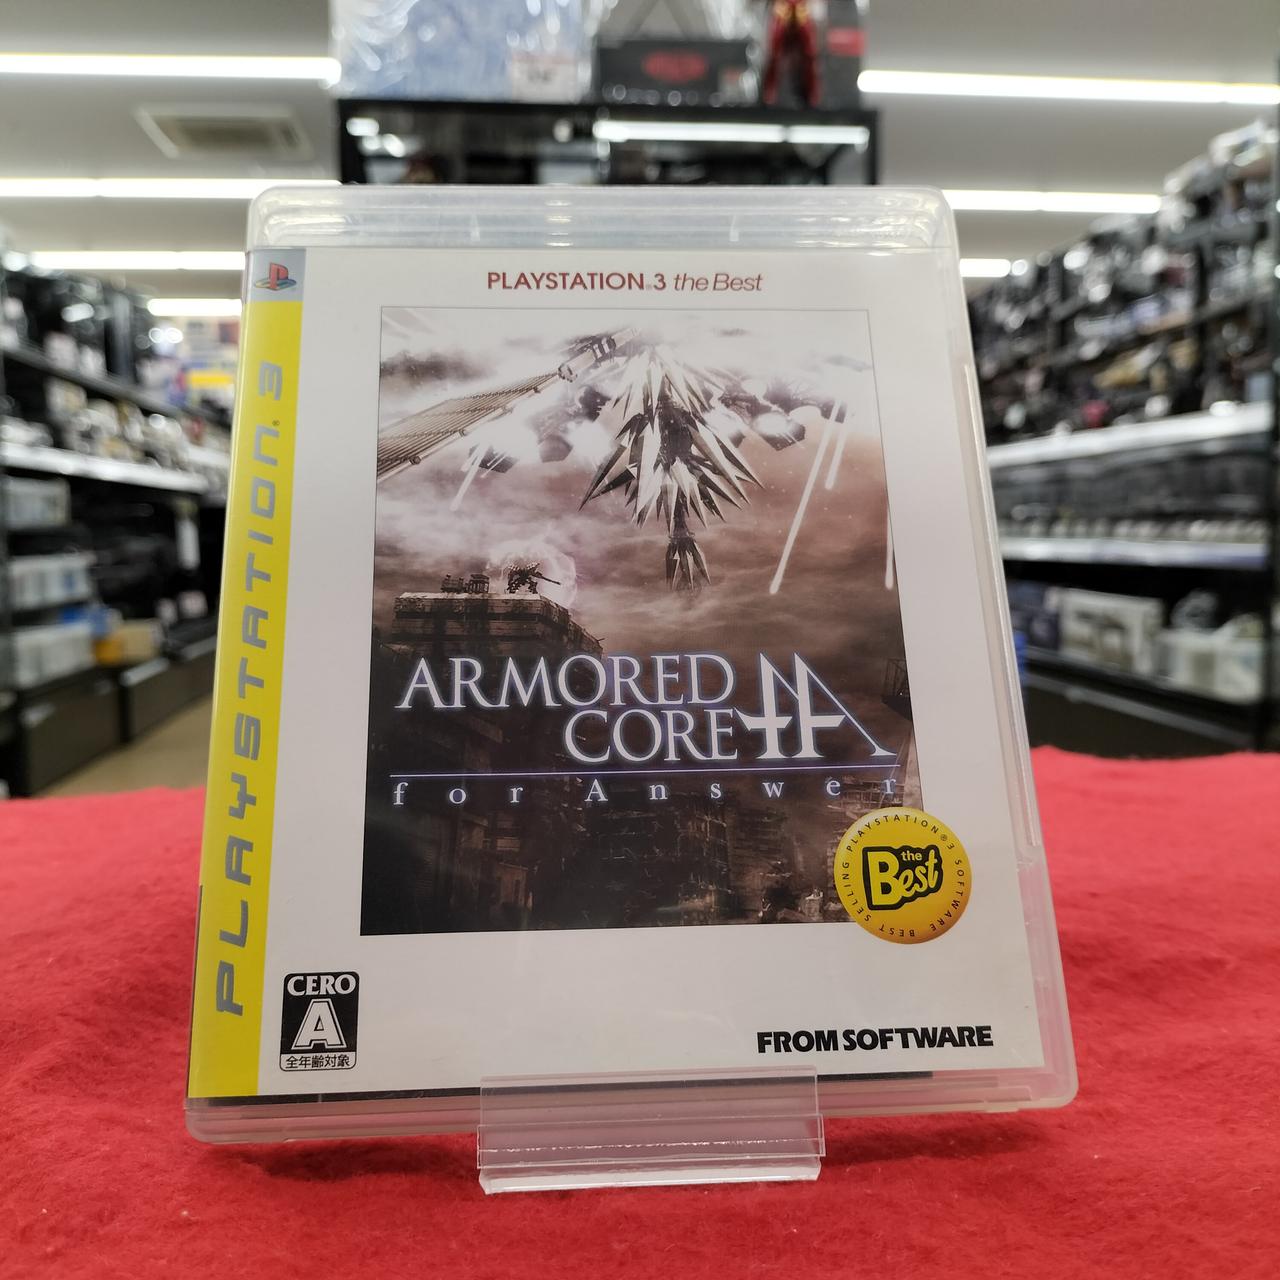 PLAYSTATION®3 the Best
PLAYSTATION®3
ARMORED
CORE
for Answer
PLAYSTATION®3 SOFTWARE BEST SELLING
the
Best
CERO
A
全年齢対象
FROM SOFTWARE